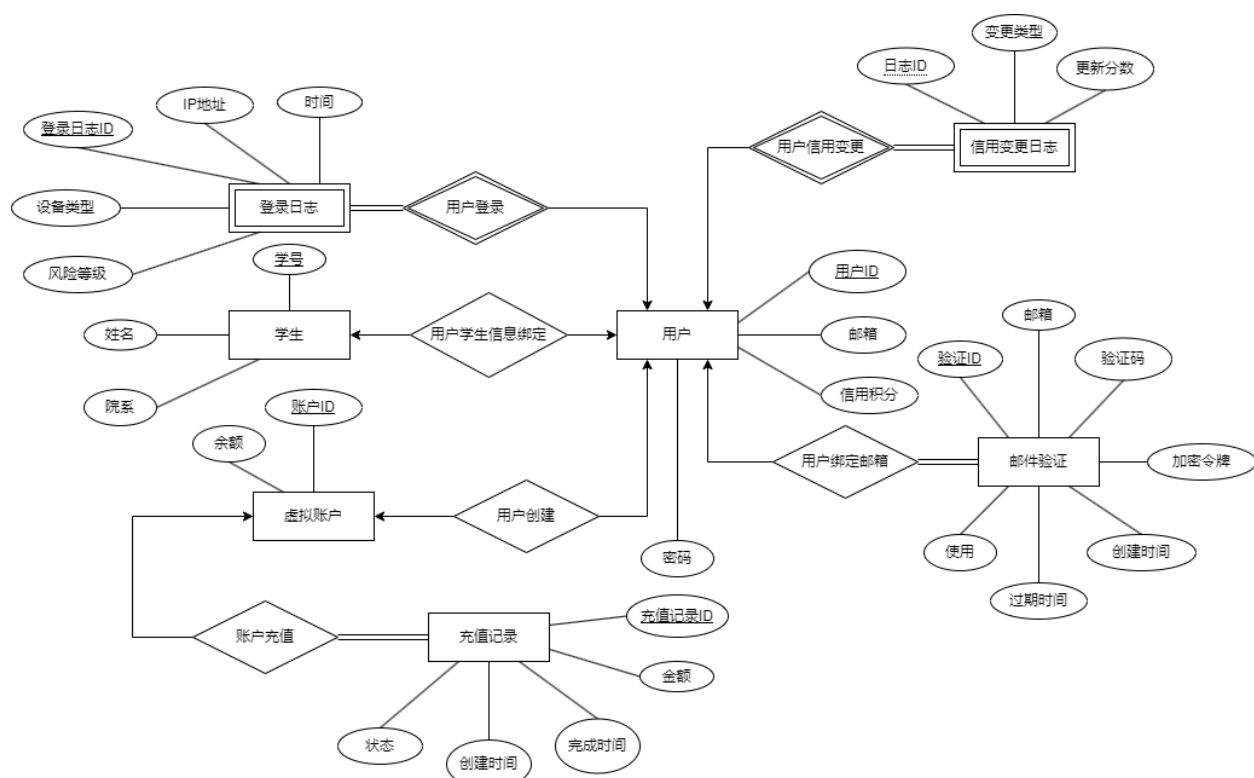 变更类型
日志ID
更新分数
IP地址
时间
登录日志ID
用户信用变更
信用变更日志
设备类型
登录日志
用户登录
风险等级
学号
用户ID
姓名
学生
用户学生信息绑定
用户
邮箱
邮箱
验证ID
验证码
院系
账户ID
信用积分
余额
用户绑定邮箱
邮件验证
加密令牌
虚拟账户
用户创建
密码
使用
创建时间
过期时间
账户充值
充值记录
充值记录ID
金额
状态
创建时间
完成时间